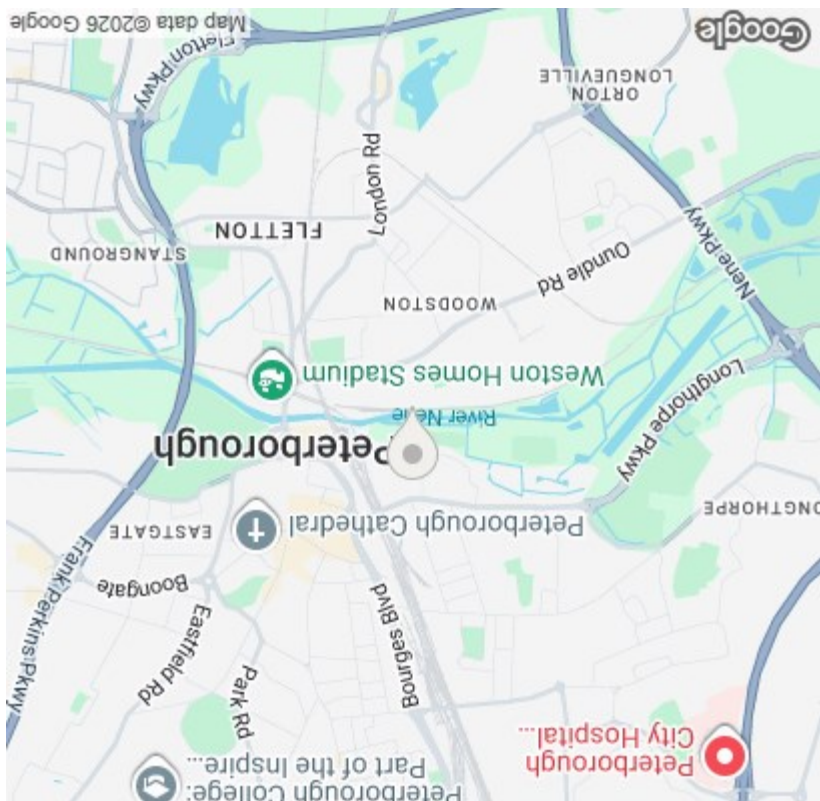 Peterborough College:
Part of the Inspire...
Peterborough
City Hospital...
Park Rd
Bourges Blvd
Eastfield Rd
Boongate
Frank Perkins Pkwy
EASTGATE
Peterborough Cathedral
ONGTHORPE
Longthorpe Pkwy
Peterborough
River Nene
Weston Homes Stadium
WOODSTON
Nene Pkwy
Oundle Rd
STANGROUND
FLETTON
London Rd
ORTON
LONGUEVILLE
Fletton Pkwy
Google
Map data ©2026 Google